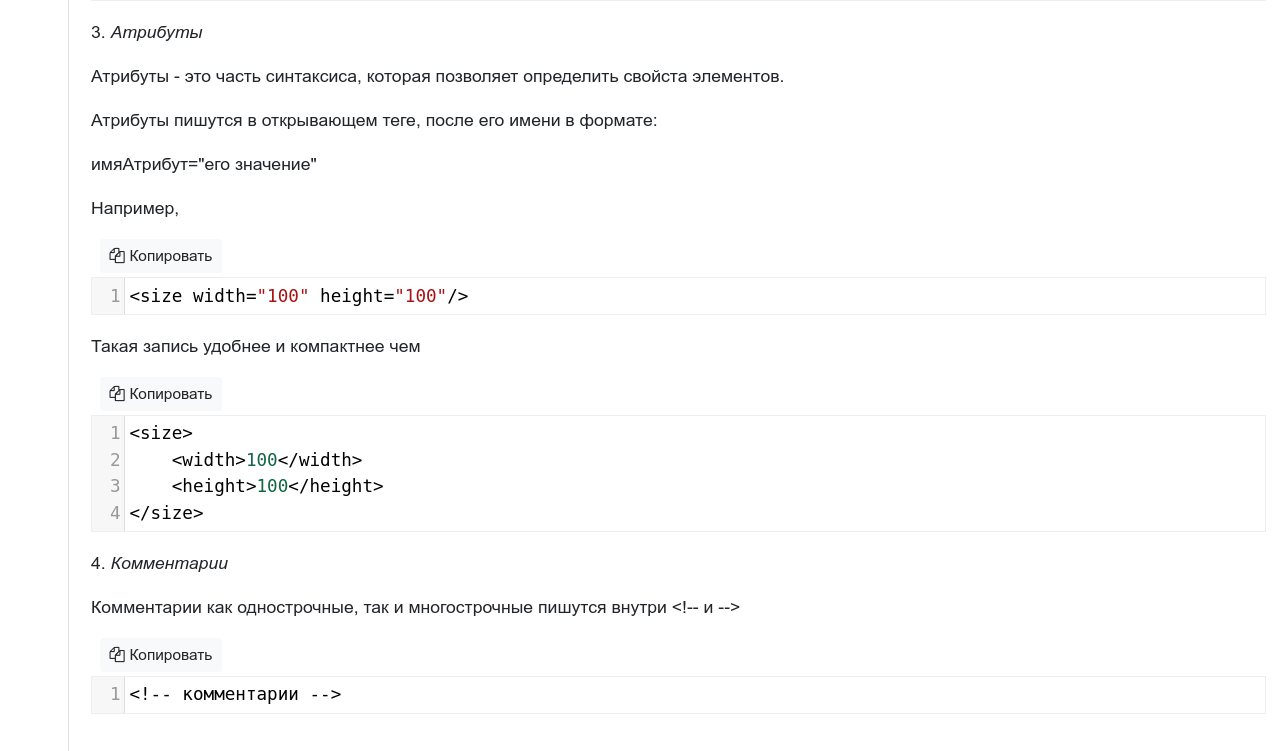 3. Атрибуты
Атрибуты - это часть синтаксиса, которая позволяет определить свойста элементов.
Атрибуты пишутся в открывающем теге, после его имени в формате:
имяАтрибут="его значение"
Например,
Копировать
1 <size width="100" height="100"/>
Такая запись удобнее и компактнее чем
Копировать
1 <size>
2     <width>100</width>
3     <height>100</height>
4 </size>
4. Комментарии
Комментарии как однострочные, так и многострочные пишутся внутри <!-- и -->
Копировать
1 <!-- комментарии -->